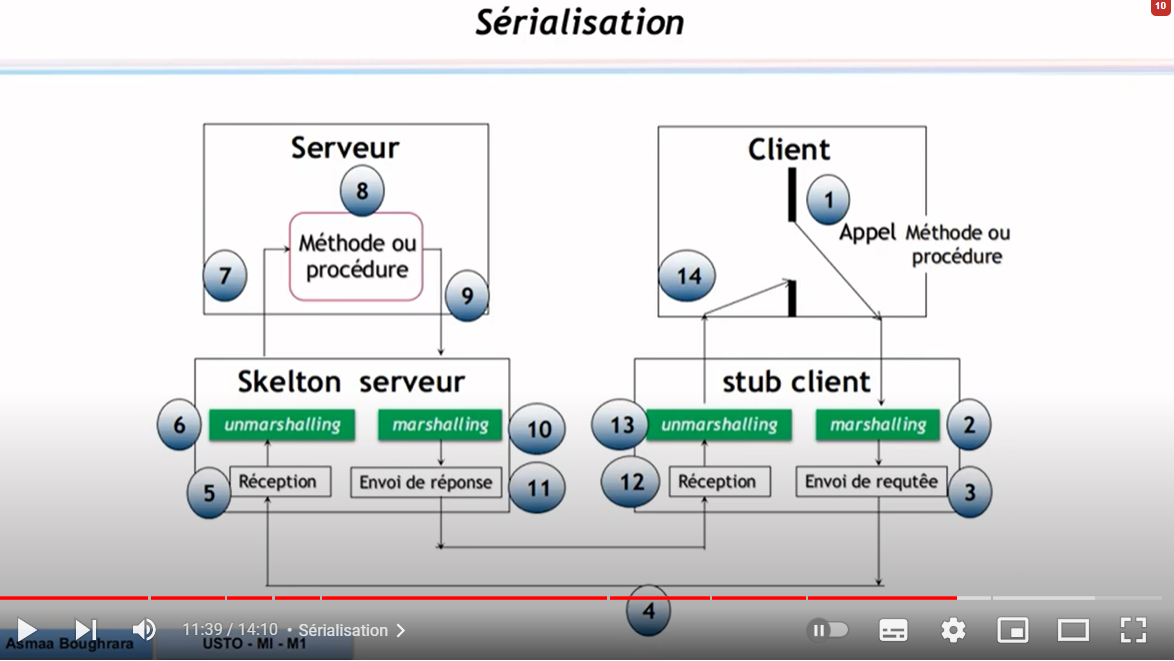 10
Sérialisation
Serveur
8
Méthode ou
procédure
7
9
Client
1
Appel Méthode ou
procédure
14
Skelton serveur
6
unmarshalling
marshalling
10
5
Réception
Envoi de réponse
11
stub client
13
unmarshalling
marshalling
2
12
Réception
Envoi de requtêe
3
4
11:39 / 14:10 • Sérialisation
Asmaa Boughrara
USTO - MI - M1